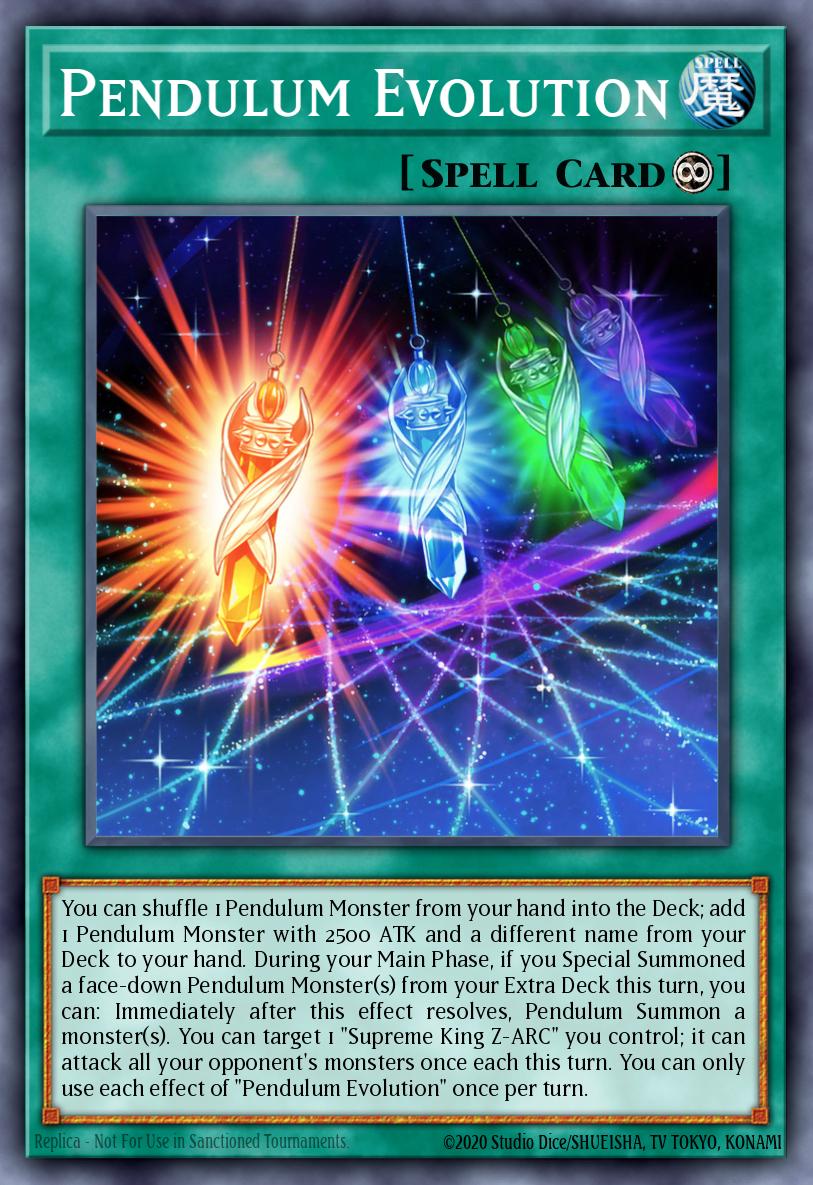 Pendulum Evolution
SPELL
魔
[Spell Card]
You can shuffle 1 Pendulum Monster from your hand into the Deck; add
1 Pendulum Monster with 2500 ATK and a different name from your
Deck to your hand. During your Main Phase, if you Special Summoned
a face-down Pendulum Monster(s) from your Extra Deck this turn, you
can: Immediately after this effect resolves, Pendulum Summon a
monster(s). You can target 1 "Supreme King Z-ARC" you control; it can
attack all your opponent's monsters once each this turn. You can only
use each effect of "Pendulum Evolution" once per turn.
Replica - Not For Use in Sanctioned Tournaments.
©2020 Studio Dice/SHUEISHA, TV TOKYO, KONAMI